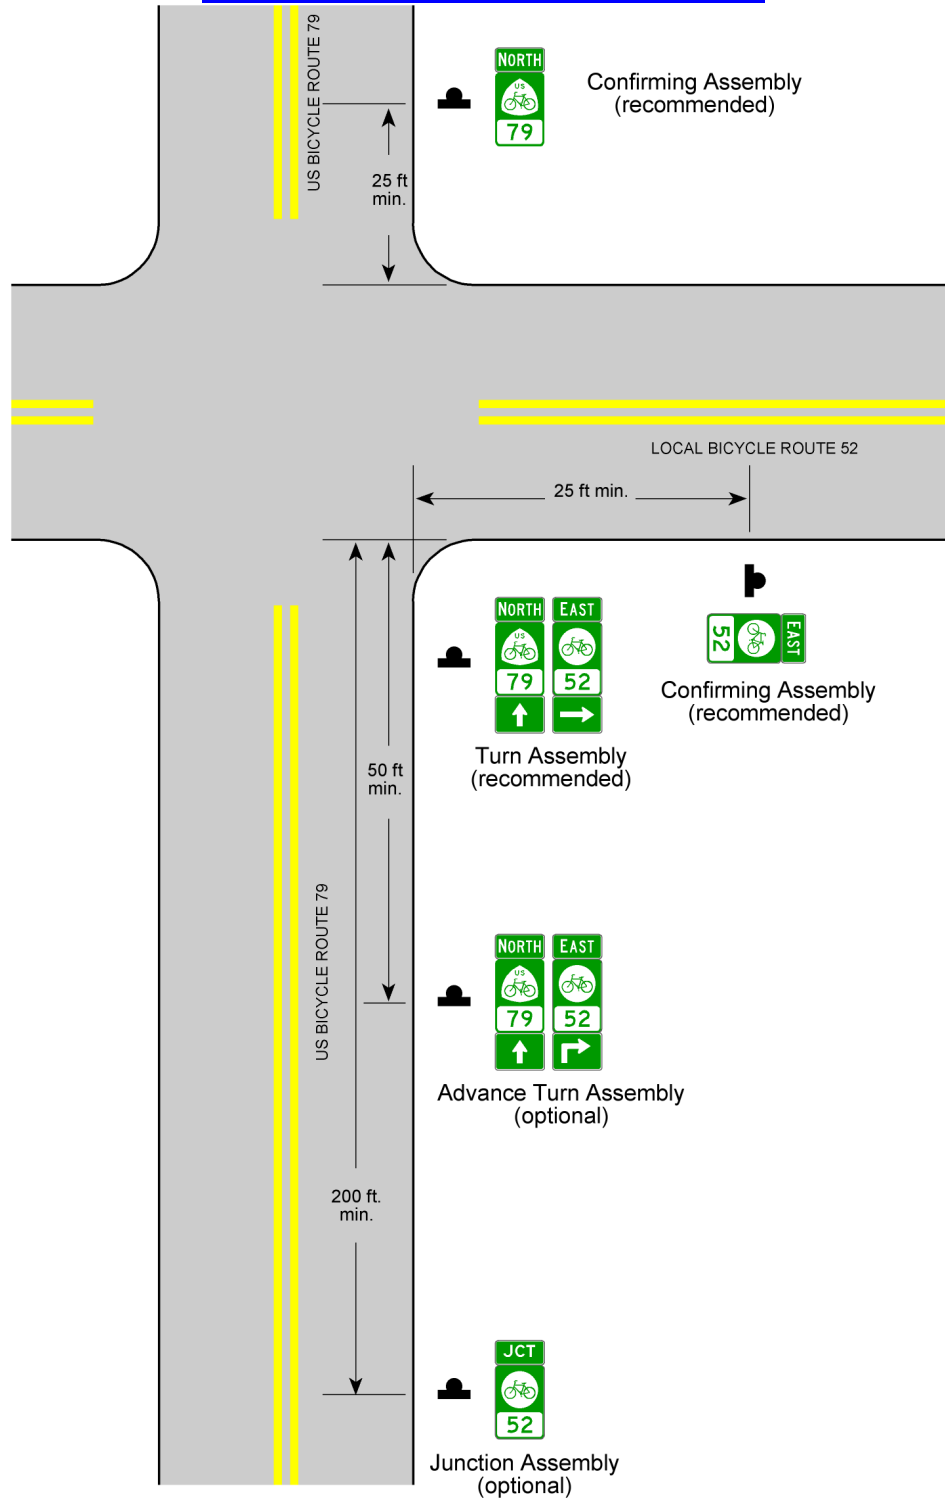 NORTH
US
79
Confirming Assembly
(recommended)
US BICYCLE ROUTE 79
25 ft
min.
LOCAL BICYCLE ROUTE 52
25 ft min.
NORTH
US
79
EAST
52
Turn Assembly
(recommended)
EAST
52
Confirming Assembly
(recommended)
50 ft
min.
US BICYCLE ROUTE 79
NORTH
US
79
EAST
52
Advance Turn Assembly
(optional)
200 ft.
min.
JCT
52
Junction Assembly
(optional)